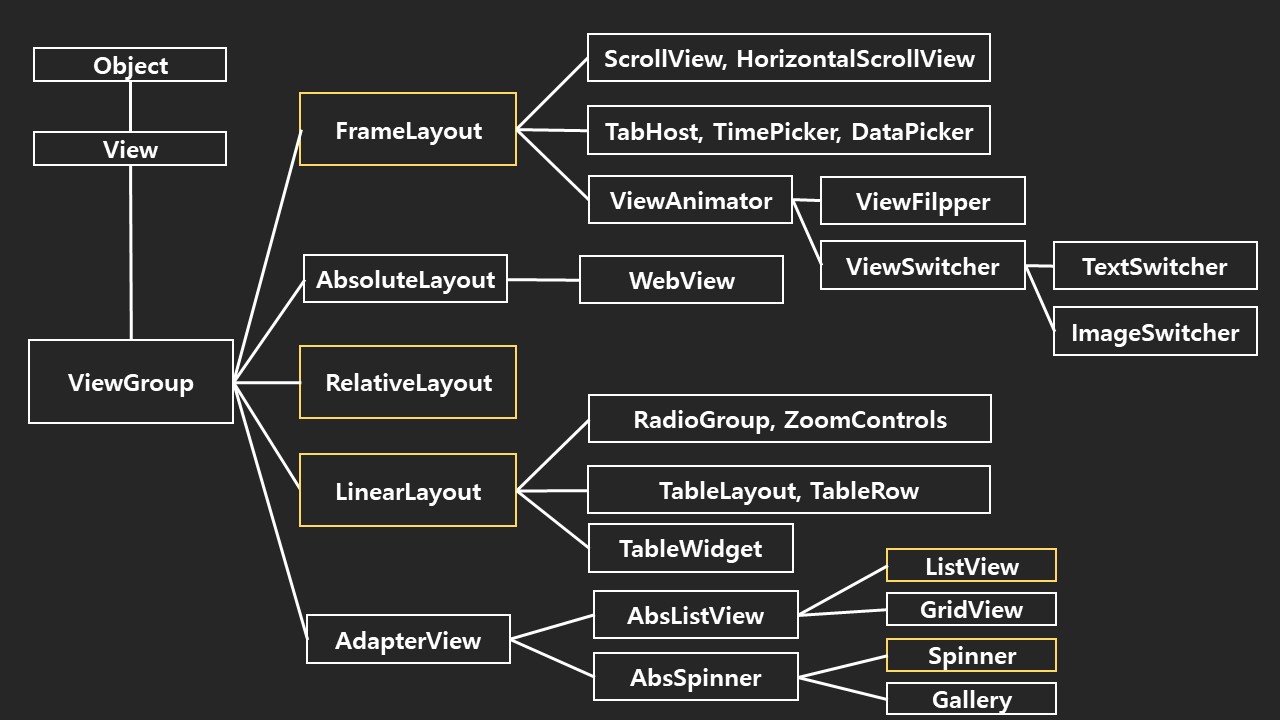 Object
View
ViewGroup
FrameLayout
ScrollView, HorizontalScrollView
TabHost, TimePicker, DataPicker
ViewAnimator
ViewFilpper
ViewSwitcher
TextSwitcher
ImageSwitcher
AbsoluteLayout
WebView
RelativeLayout
LinearLayout
RadioGroup, ZoomControls
TableLayout, TableRow
TableWidget
AdapterView
AbsListView
ListView
GridView
AbsSpinner
Spinner
Gallery